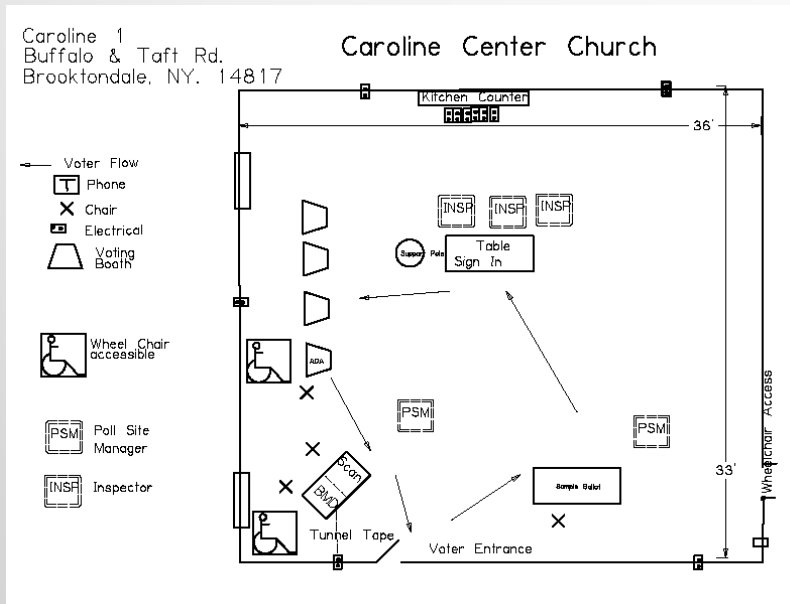 Caroline 1
Buffalo & Taft Rd.
Brooktondale, NY. 14817
Caroline Center Church
Kitchen Counter
36'
Voter Flow
Phone
Chair
Electrical
Voting
Booth
Wheel Chair
accessible
PSM
Poll Site
Manager
INSP
Inspector
INSP
INSP
INSP
Support Pole
Table
Sign In
ADA
PSM
PSM
Scan
BMD
Sample Ballot
33'
Wheelchair Access
Tunnel Tape
Voter Entrance